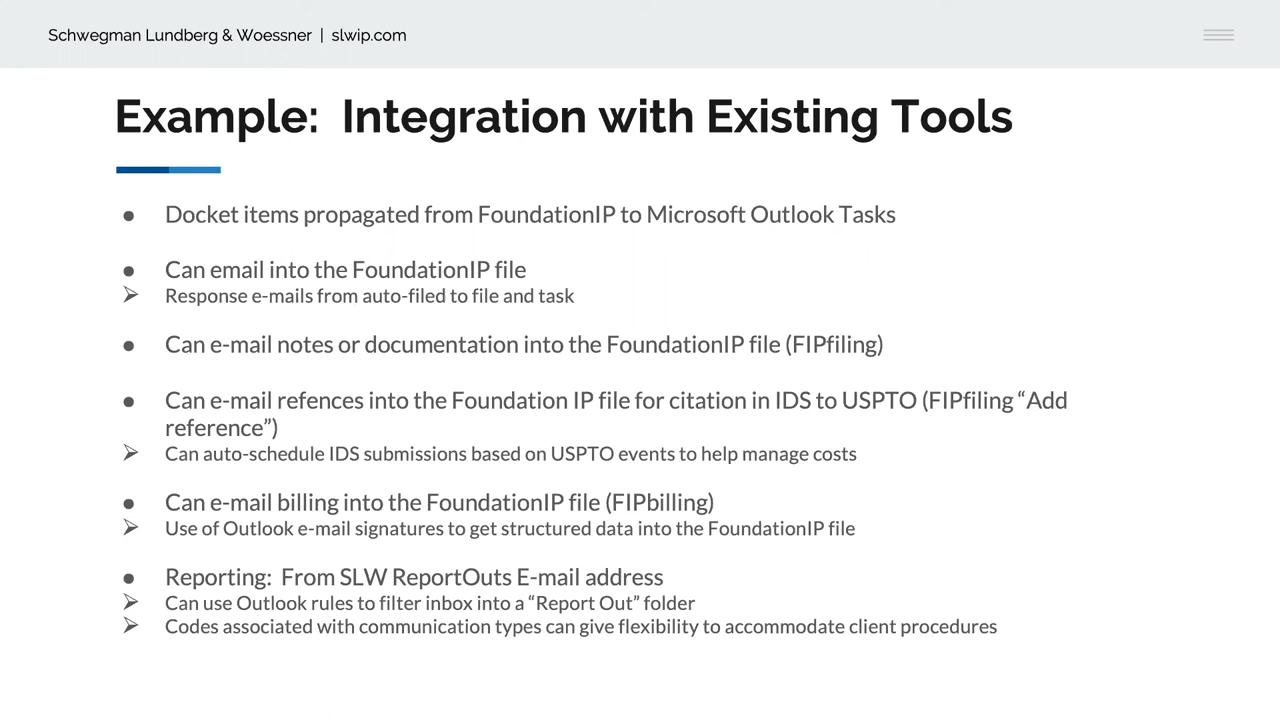 Schwegman Lundberg & Woessner | slwip.com
Example: Integration with Existing Tools
● Docket items propagated from FoundationIP to Microsoft Outlook Tasks
● Can email into the FoundationIP file
➢ Response e-mails from auto-filed to file and task
● Can e-mail notes or documentation into the FoundationIP file (FIPfiling)
● Can e-mail refences into the Foundation IP file for citation in IDS to USPTO (FIPfiling “Add
reference”)
➢ Can auto-schedule IDS submissions based on USPTO events to help manage costs
● Can e-mail billing into the FoundationIP file (FIPbilling)
➢ Use of Outlook e-mail signatures to get structured data into the FoundationIP file
● Reporting: From SLW ReportOuts E-mail address
➢ Can use Outlook rules to filter inbox into a “Report Out” folder
➢ Codes associated with communication types can give flexibility to accommodate client procedures